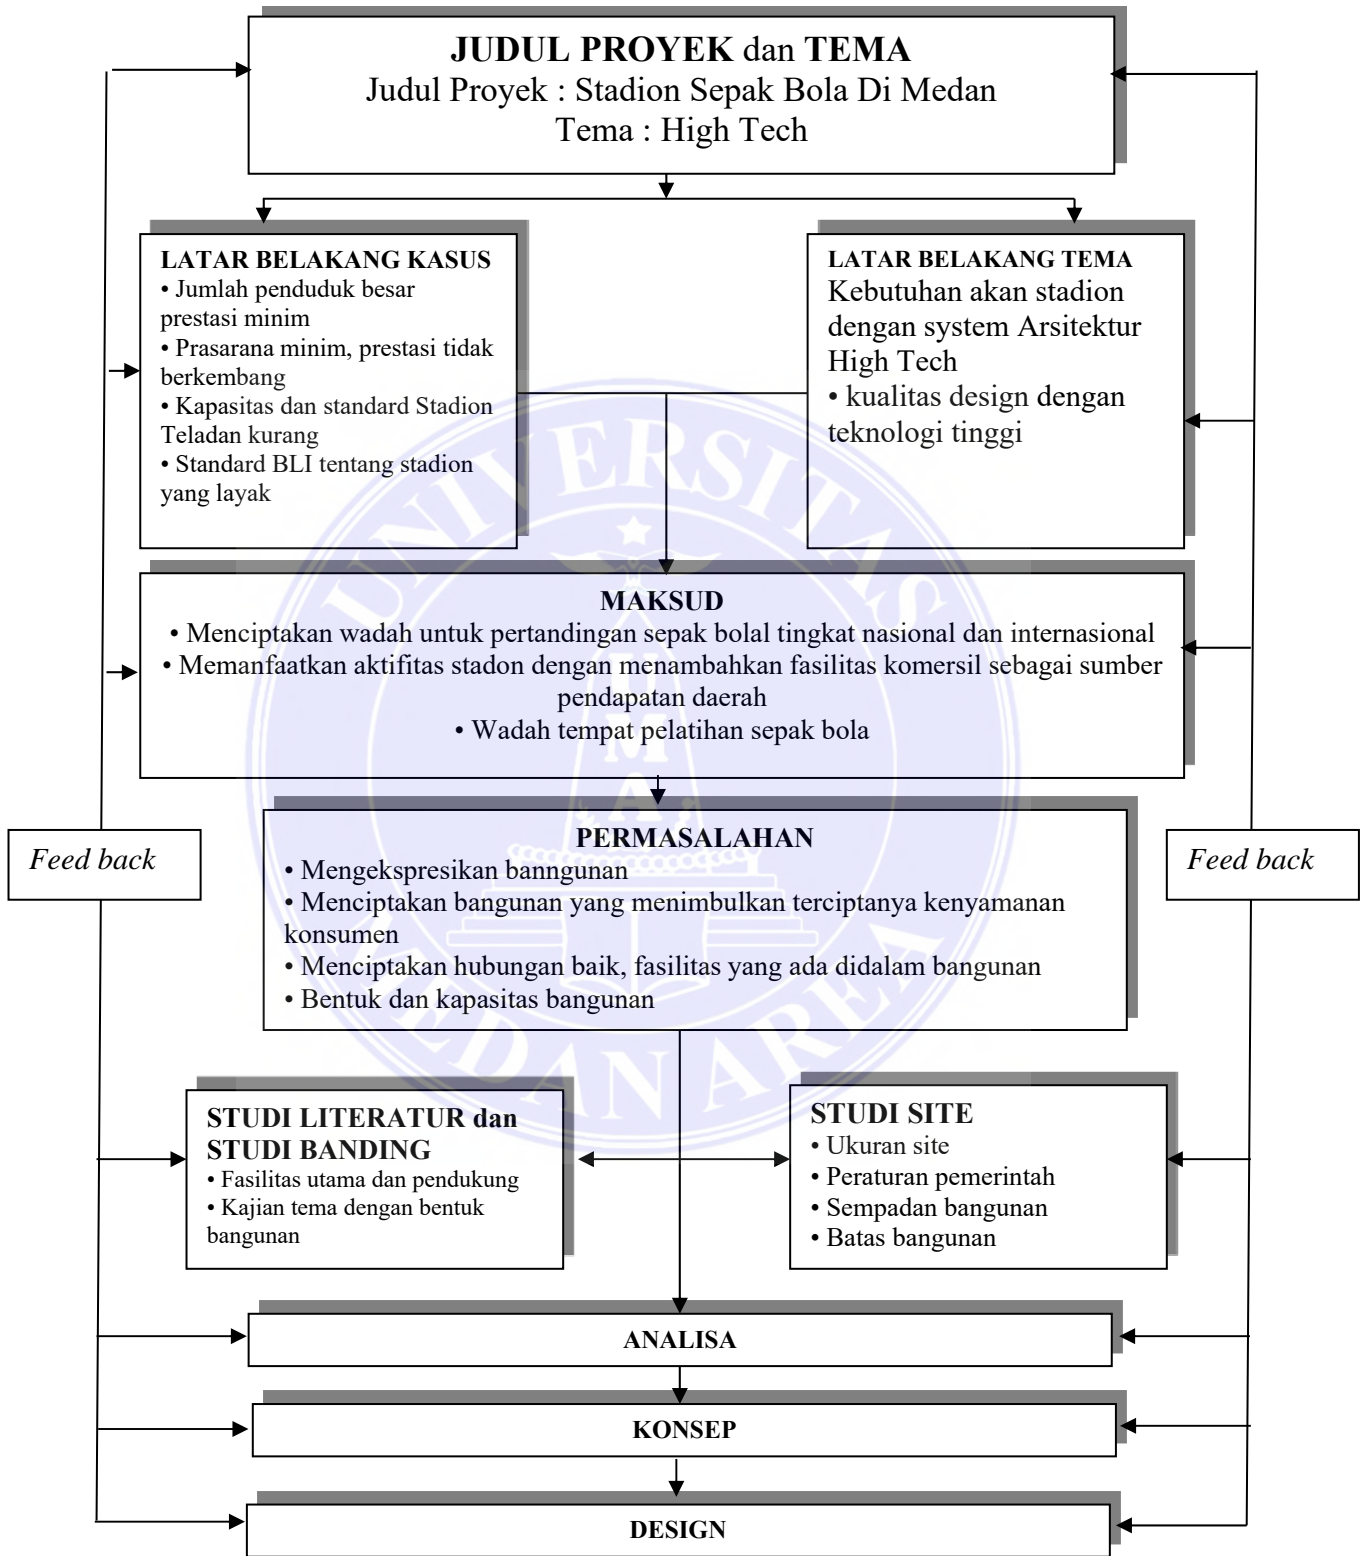 JUDUL PROYEK dan TEMA
Judul Proyek : Stadion Sepak Bola Di Medan
Tema : High Tech
LATAR BELAKANG KASUS
• Jumlah penduduk besar
prestasi minim
• Prasarana minim, prestasi tidak
berkembang
• Kapasitas dan standard Stadion
Teladan kurang
• Standard BLI tentang stadion
yang layak
LATAR BELAKANG TEMA
Kebutuhan akan stadion
dengan system Arsitektur
High Tech
• kualitas design dengan
teknologi tinggi
MAKSUD
• Menciptakan wadah untuk pertandingan sepak bolal tingkat nasional dan internasional
• Memanfaatkan aktifitas stadon dengan menambahkan fasilitas komersil sebagai sumber
pendapatan daerah
• Wadah tempat pelatihan sepak bola
PERMASALAHAN
• Mengekspresikan banngunan
• Menciptakan bangunan yang menimbulkan terciptanya kenyamanan
konsumen
• Menciptakan hubungan baik, fasilitas yang ada didalam bangunan
• Bentuk dan kapasitas bangunan
Feed back
Feed back
STUDI LITERATUR dan
STUDI BANDING
• Fasilitas utama dan pendukung
• Kajian tema dengan bentuk
bangunan
STUDI SITE
• Ukuran site
• Peraturan pemerintah
• Sempadan bangunan
• Batas bangunan
ANALISA
KONSEP
DESIGN
UNIVERSITAS
MEDAN AREA
U
M
A